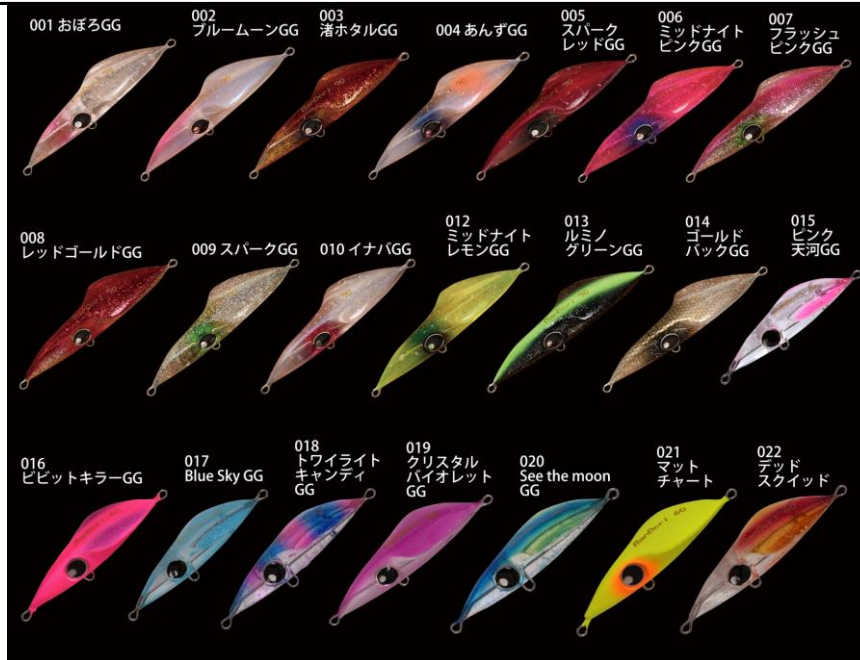 001 おぼろGG
002
ブルームーンGG
003
渚ホタルGG
004 あんずGG
005
スパーク
レッドGG
006
ミッドナイト
ピンクGG
007
フラッシュ
ピンクGG
008
レッドゴールドGG
009 スパークGG
010 イナバGG
012
ミッドナイト
レモンGG
013
ルミノ
グリーンGG
014
ゴールド
バックGG
015
ピンク
天河GG
016
ビビットキラーGG
017
Blue Sky GG
018
トワイライト
キャンディ
GG
019
クリスタル
バイオレット
GG
020
See the moon
GG
021
マット
チャート
022
デッド
スクイッド